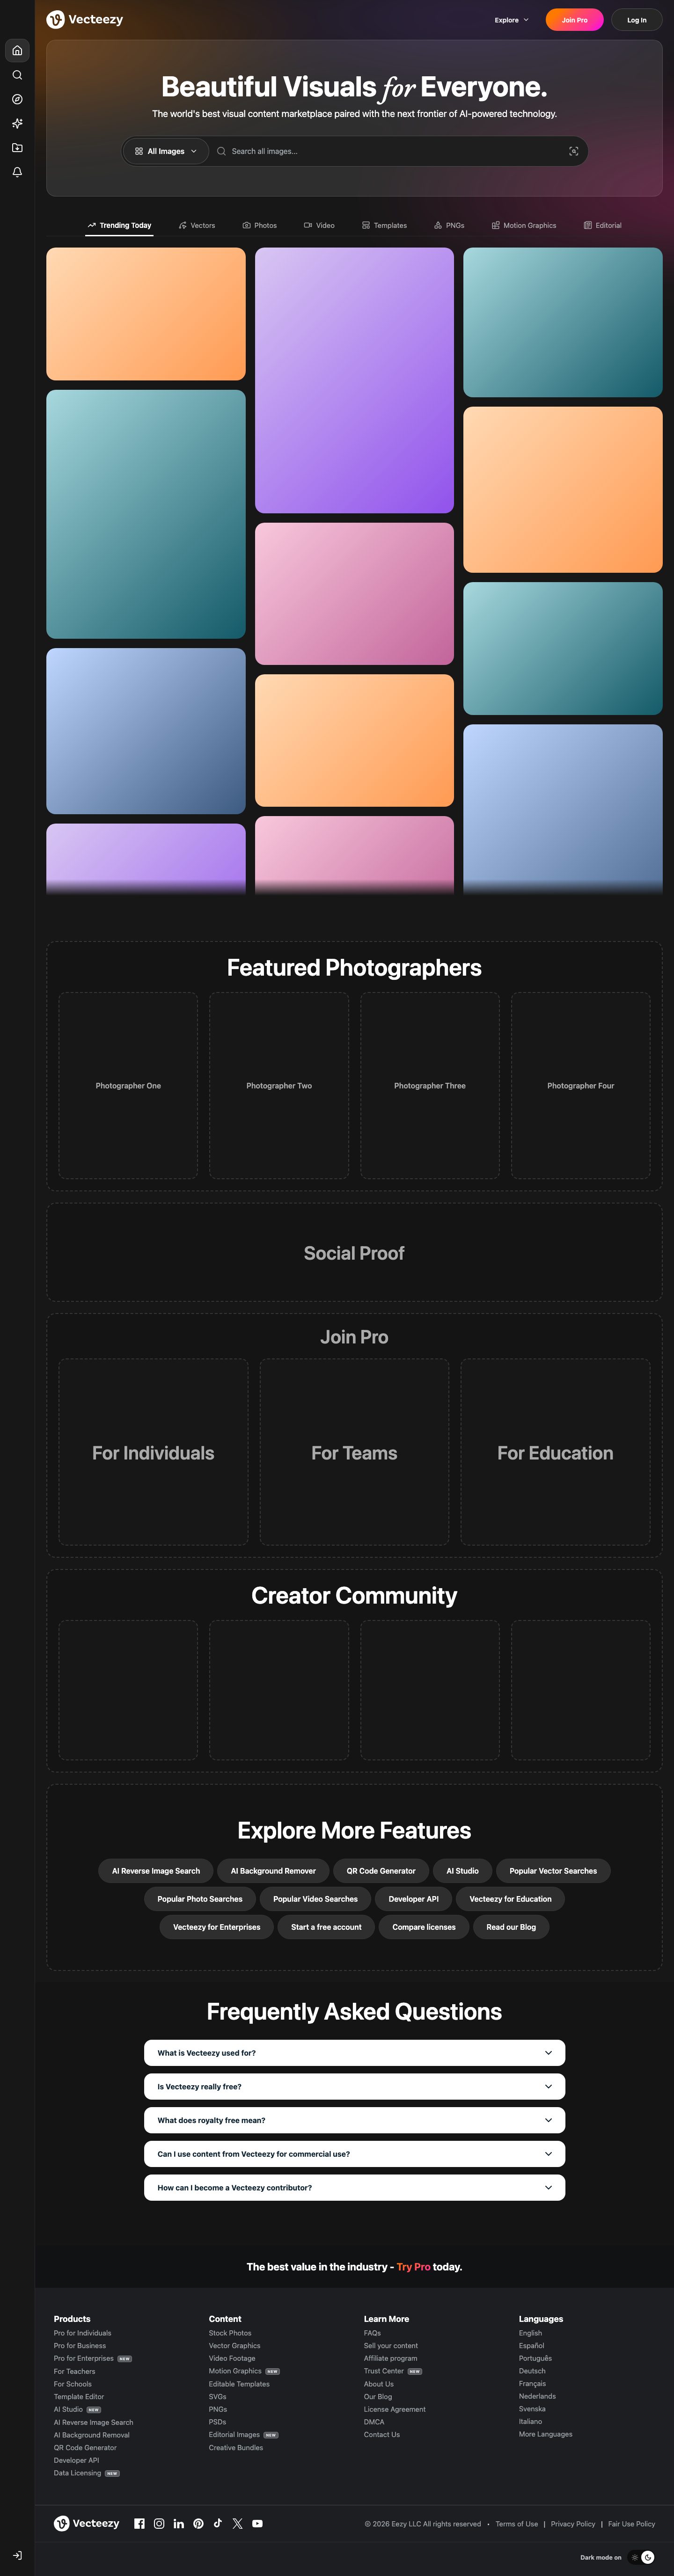 Vecteezy
Explore
Join Pro
Log In
Beautiful Visuals for Everyone.
The world's best visual content marketplace paired with the next frontier of AI-powered technology.
All Images
Search all images...
Trending Today
Vectors
Photos
Video
Templates
PNGs
Motion Graphics
Editorial
Featured Photographers
Photographer One
Photographer Two
Photographer Three
Photographer Four
Social Proof
Join Pro
For Individuals
For Teams
For Education
Creator Community
Explore More Features
AI Reverse Image Search
AI Background Remover
QR Code Generator
AI Studio
Popular Vector Searches
Popular Photo Searches
Popular Video Searches
Developer API
Vecteezy for Education
Vecteezy for Enterprises
Start a free account
Compare licenses
Read our Blog
Frequently Asked Questions
What is Vecteezy used for?
Is Vecteezy really free?
What does royalty free mean?
Can I use content from Vecteezy for commercial use?
How can I become a Vecteezy contributor?
The best value in the industry - Try Pro today.
Products
Pro for Individuals
Pro for Business
Pro for Enterprises NEW
For Teachers
For Schools
Template Editor
AI Studio NEW
AI Reverse Image Search
AI Background Removal
QR Code Generator
Developer API
Data Licensing NEW
Content
Stock Photos
Vector Graphics
Video Footage
Motion Graphics NEW
Editable Templates
SVGs
PNGs
PSDs
Editorial Images NEW
Creative Bundles
Learn More
FAQs
Sell your content
Affiliate program
Trust Center NEW
About Us
Our Blog
License Agreement
DMCA
Contact Us
Languages
English
Español
Português
Deutsch
Français
Nederlands
Svenska
Italiano
More Languages
Vecteezy
© 2026 Eezy LLC All rights reserved • Terms of Use | Privacy Policy | Fair Use Policy
Dark mode on